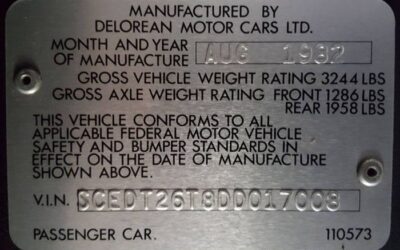 MANUFACTURED BY
DELOREAN MOTOR CARS LTD.
MONTH AND YEAR
OF MANUFACTURE AUG 1982
GROSS VEHICLE WEIGHT RATING 3244 LBS
GROSS AXLE WEIGHT RATING FRONT 1286 LBS
REAR 1958 LBS
THIS VEHICLE CONFORMS TO ALL
APPLICABLE FEDERAL MOTOR VEHICLE
SAFETY AND BUMPER STANDARDS IN
EFFECT ON THE DATE OF MANUFACTURE
SHOWN ABOVE.
V.I.N. SCEDT26T8DD017008
PASSENGER CAR. 110573